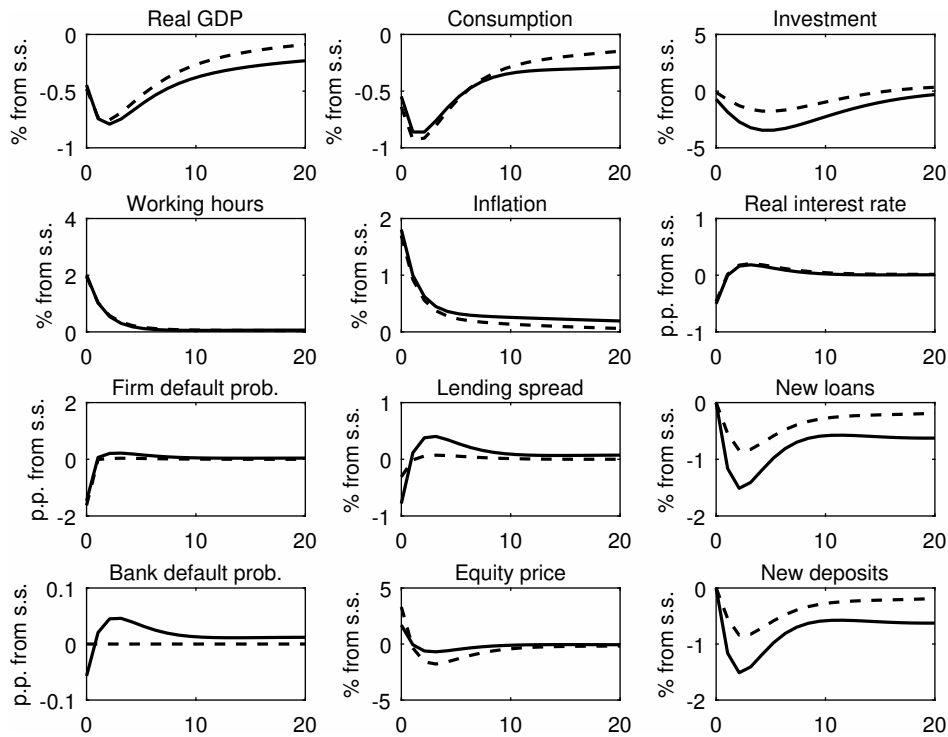 Real GDP
% from s.s.
0
-0.5
-1
0 10 20
Consumption
% from s.s.
0
-0.5
-1
0 10 20
Investment
% from s.s.
5
0
-5
0 10 20
Working hours
% from s.s.
4
2
0
0 10 20
Inflation
% from s.s.
2
1
0
0 10 20
Real interest rate
p.p. from s.s.
1
0
-1
0 10 20
Firm default prob.
p.p. from s.s.
2
0
-2
0 10 20
Lending spread
% from s.s.
1
0
-1
0 10 20
New loans
% from s.s.
0
-1
-2
0 10 20
Bank default prob.
p.p. from s.s.
0.1
0
-0.1
0 10 20
Equity price
% from s.s.
5
0
-5
0 10 20
New deposits
% from s.s.
0
-1
-2
0 10 20